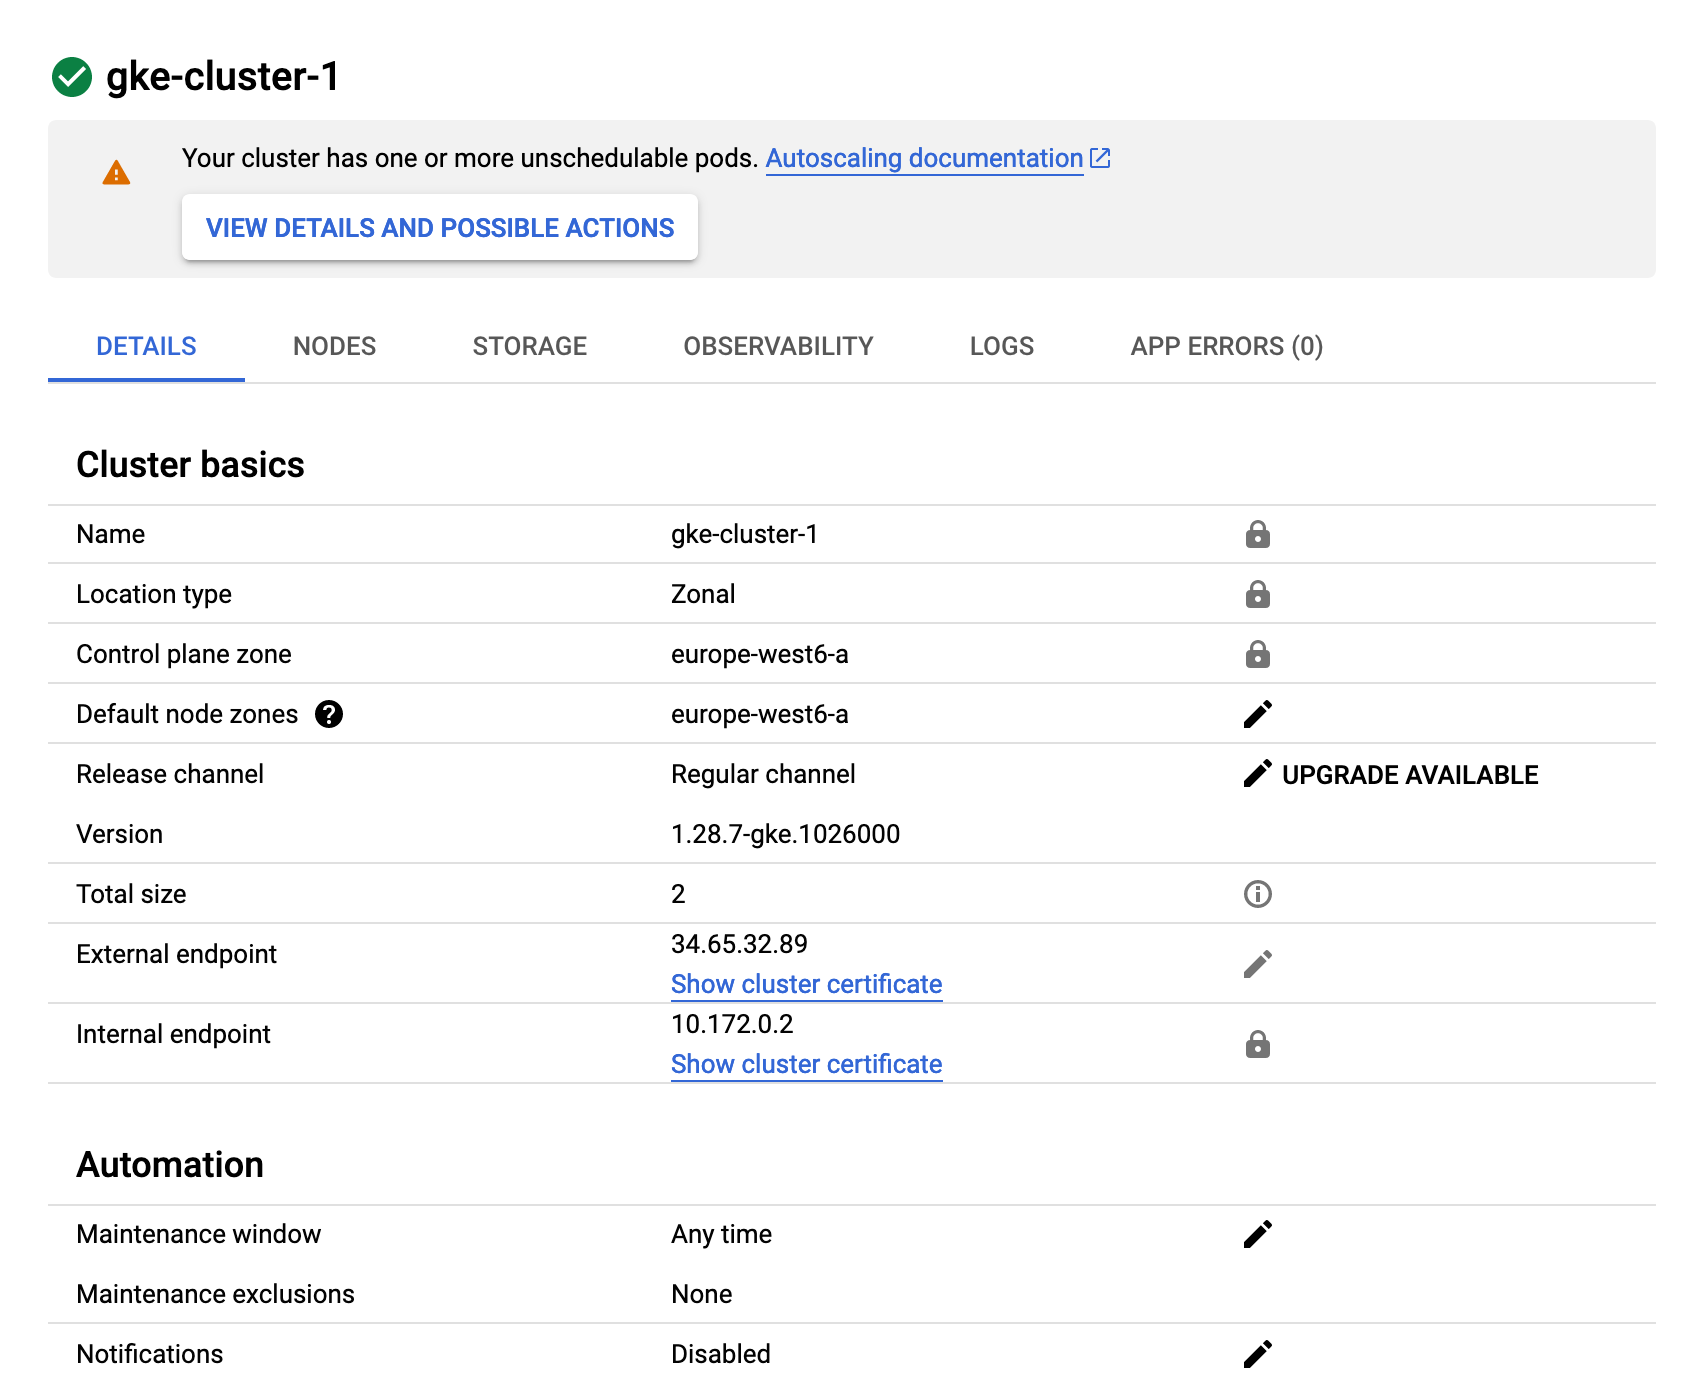 gke-cluster-1
Your cluster has one or more unschedulable pods. Autoscaling documentation
VIEW DETAILS AND POSSIBLE ACTIONS
DETAILS NODES STORAGE OBSERVABILITY LOGS APP ERRORS (0)
Cluster basics
Name gke-cluster-1
Location type Zonal
Control plane zone europe-west6-a
Default node zones europe-west6-a
Release channel Regular channel UPGRADE AVAILABLE
Version 1.28.7-gke.1026000
Total size 2
External endpoint 34.65.32.89
Show cluster certificate
Internal endpoint 10.172.0.2
Show cluster certificate
Automation
Maintenance window Any time
Maintenance exclusions None
Notifications Disabled